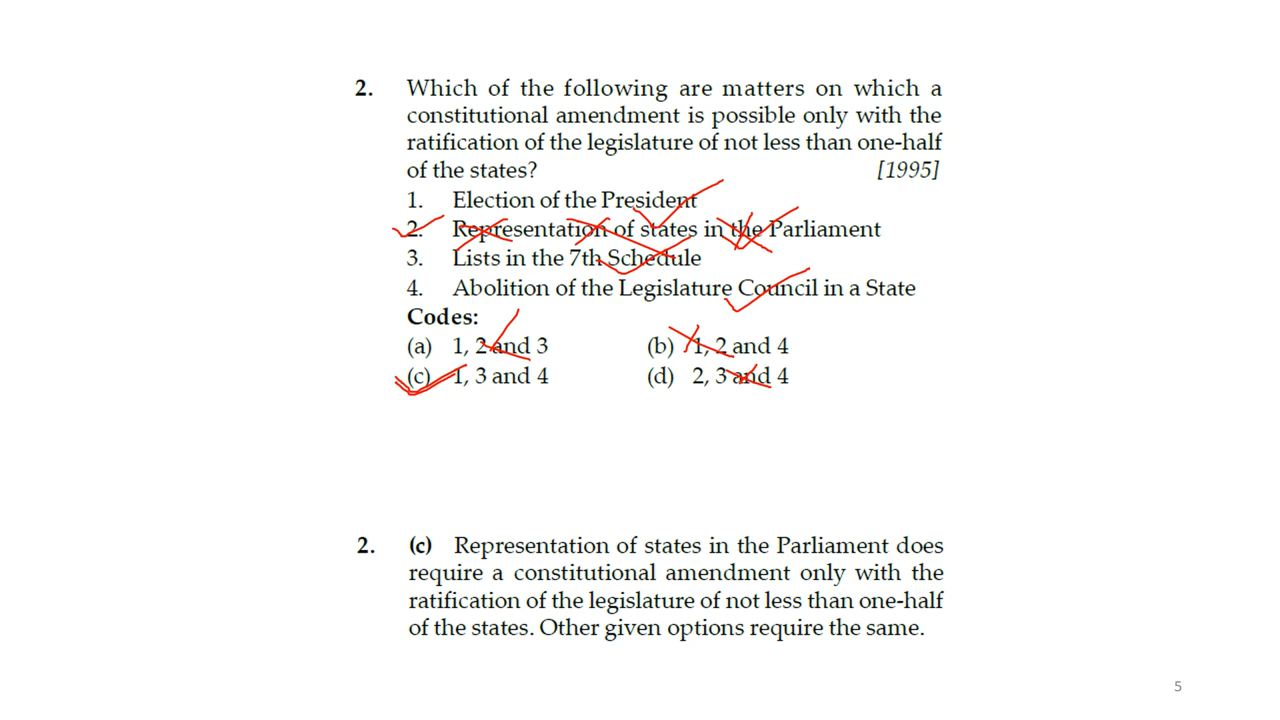 2. Which of the following are matters on which a
constitutional amendment is possible only with the
ratification of the legislature of not less than one-half
of the states? [1995]
1. Election of the President
2. Representation of states in the Parliament
3. Lists in the 7th Schedule
4. Abolition of the Legislature Council in a State
Codes:
(a) 1, 2 and 3 (b) 1, 2 and 4
(c) 1, 3 and 4 (d) 2, 3 and 4
2. (c) Representation of states in the Parliament does
require a constitutional amendment only with the
ratification of the legislature of not less than one-half
of the states. Other given options require the same.
5